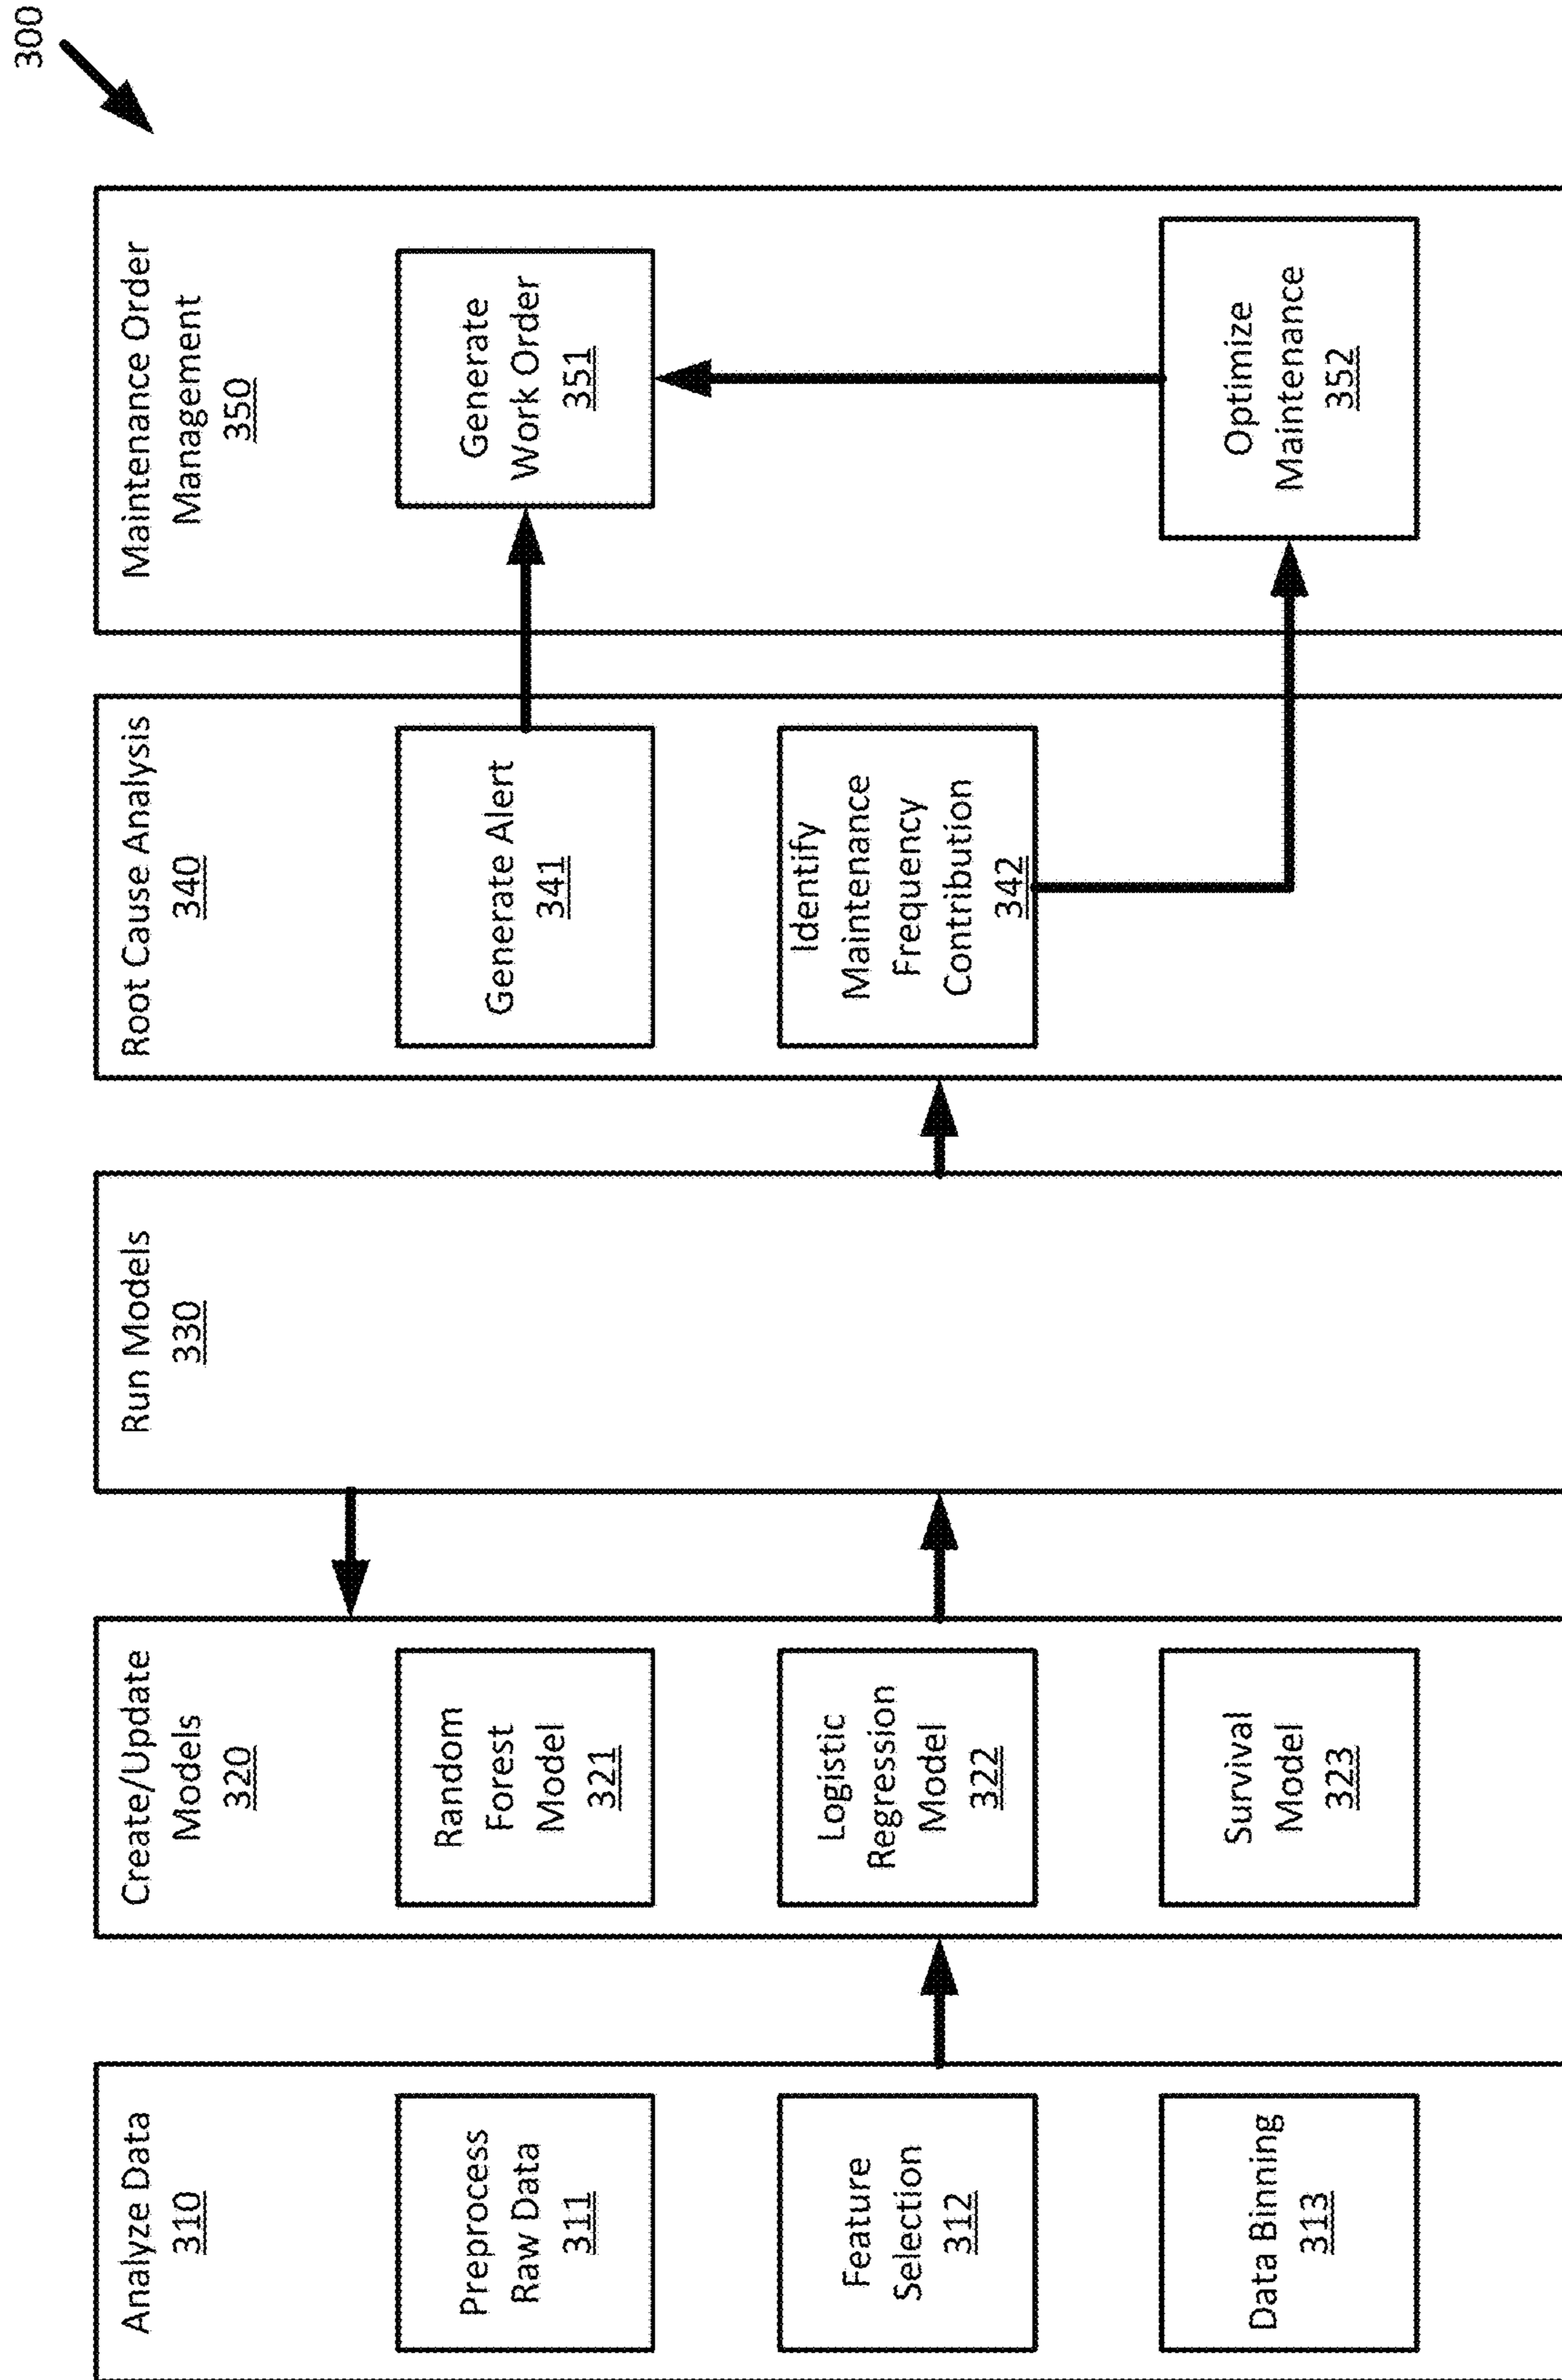 300
Analyze Data
310
Preprocess
Raw Data
311
Feature
Selection
312
Data Binning
313
Create/Update
Models
320
Random
Forest
Model
321
Logistic
Regression
Model
322
Survival
Model
323
Run Models
330
Root Cause Analysis
340
Generate Alert
341
Identify
Maintenance
Frequency
Contribution
342
Maintenance Order
Management
350
Generate
Work Order
351
Optimize
Maintenance
352